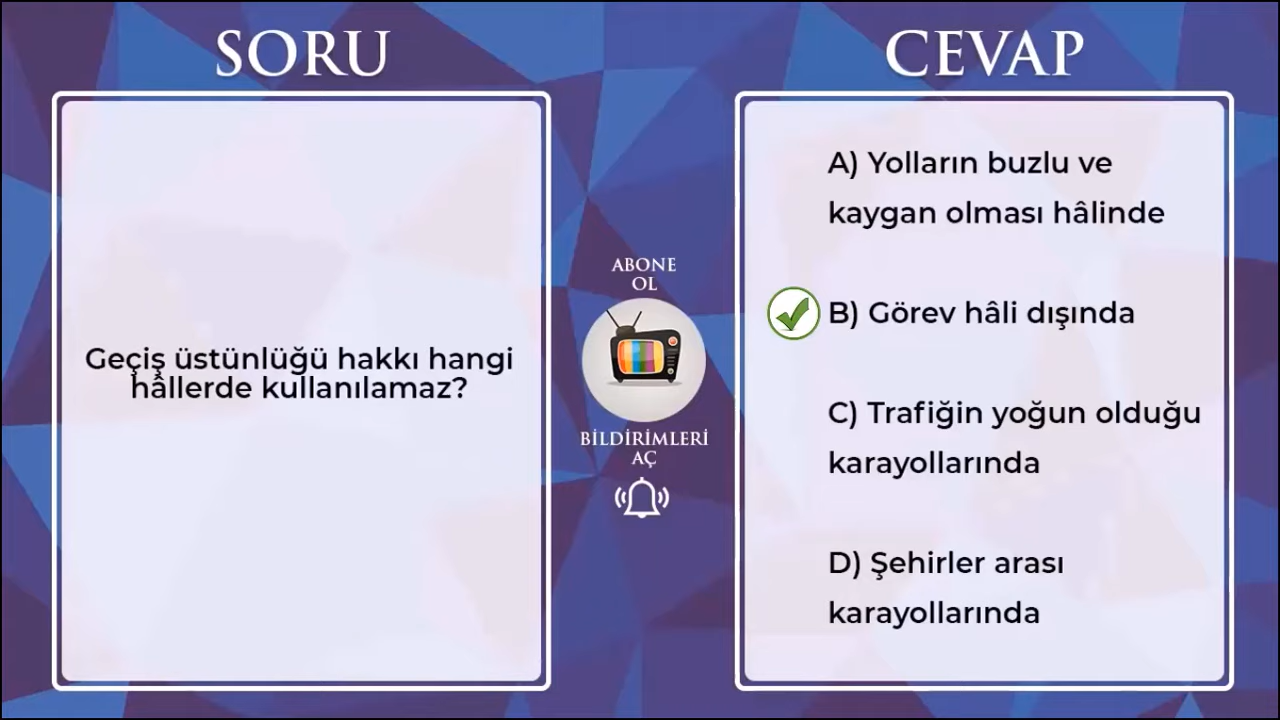 SORU
Geçiş üstünlüğü hakkı hangi
hâllerde kullanılamaz?
ABONE
OL
BİLDİRİMLERİ
AÇ
CEVAP
A) Yolların buzlu ve
kaygan olması hâlinde
B) Görev hâli dışında
C) Trafiğin yoğun olduğu
karayollarında
D) Şehirler arası
karayollarında